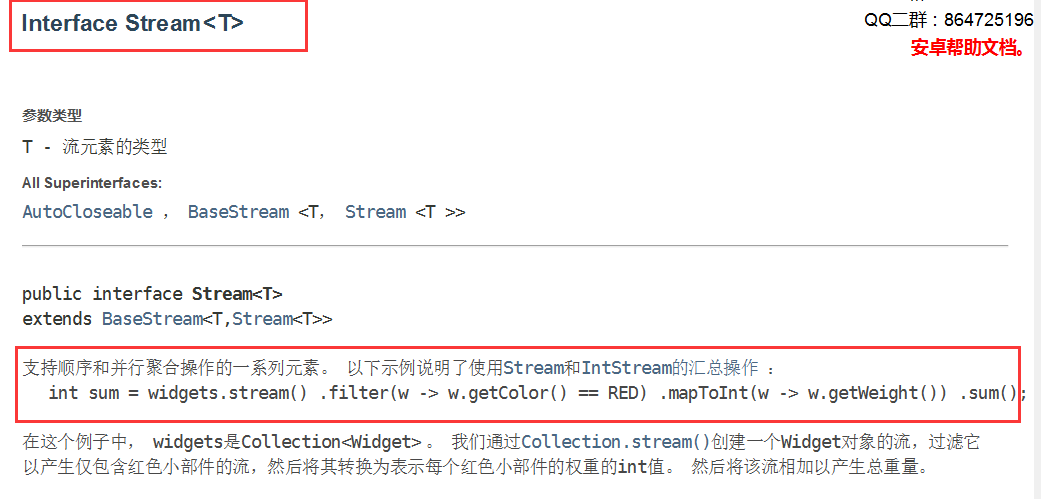 Interface Stream<T>
QQ二群：864725196
安卓帮助文档。
参数类型
T - 流元素的类型
All Superinterfaces:
AutoCloseable ， BaseStream <T， Stream <T >>
public interface Stream<T>
extends BaseStream<T,Stream<T>>
支持顺序和并行聚合操作的一系列元素。 以下示例说明了使用Stream和IntStream的汇总操作 ：
int sum = widgets.stream() .filter(w -> w.getColor() == RED) .mapToInt(w -> w.getWeight()) .sum();
在这个例子中， widgets是Collection<Widget> 。 我们通过Collection.stream()创建一个Widget对象的流，过滤它
以产生仅包含红色小部件的流，然后将其转换为表示每个红色小部件的权重的int值。 然后将该流相加以产生总重量。